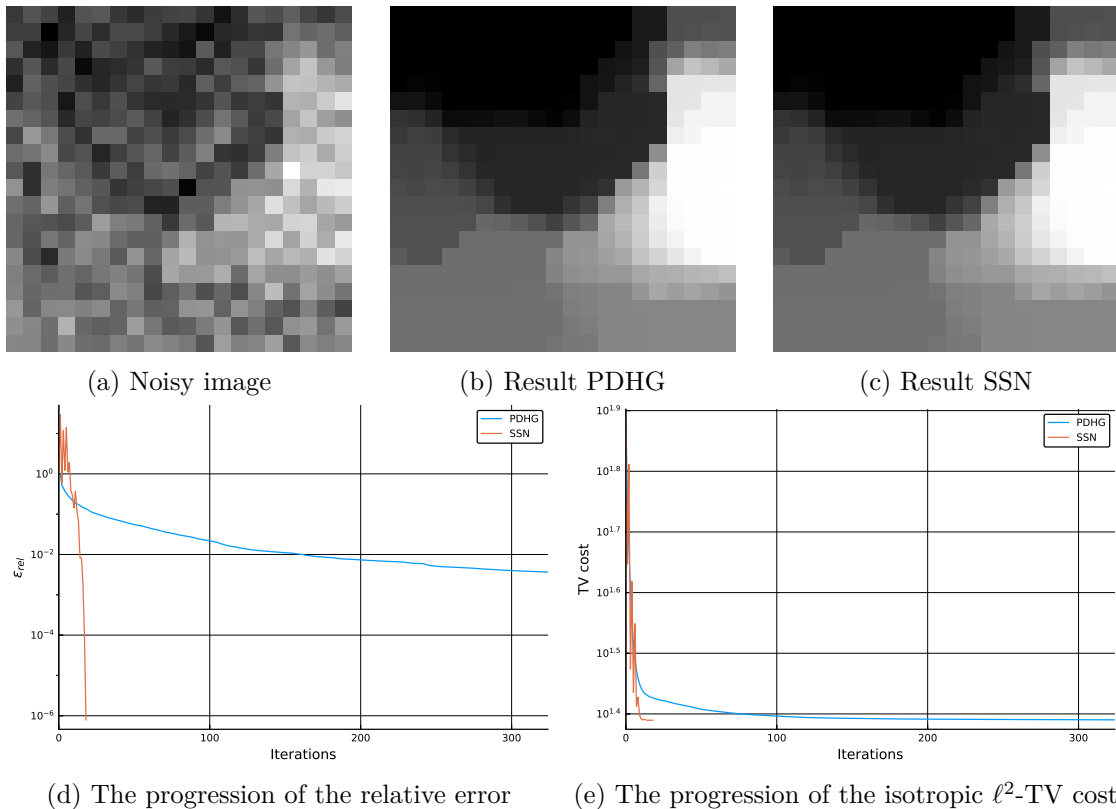 (a) Noisy image
(b) Result PDHG
(c) Result SSN
PDHG
SSN
10^0
10^{-2}
10^{-4}
10^{-6}
ε_{rel}
0
100
200
300
Iterations
(d) The progression of the relative error
PDHG
SSN
10^{1.9}
10^{1.8}
10^{1.7}
10^{1.6}
10^{1.5}
10^{1.4}
TV cost
0
100
200
300
Iterations
(e) The progression of the isotropic ℓ²-TV cost